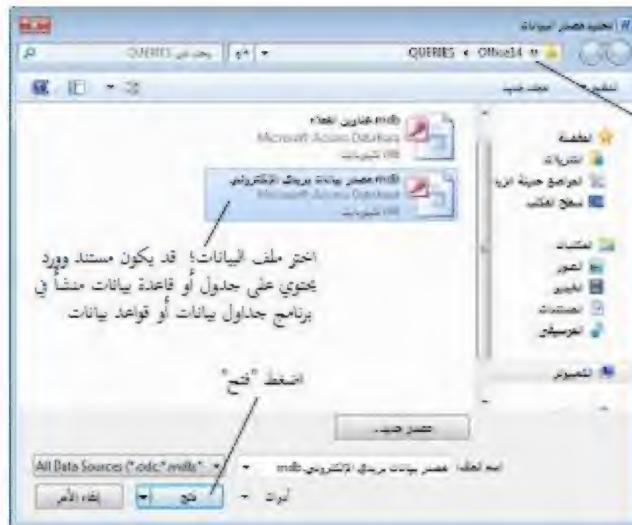 تحديد مصدر البيانات
QUERIES ◂ Office14
بحث في QUERIES
تنظيم
مجلد جديد
المفضلة
التنزيلات
سطح المكتب
المكتبات
الصور
الفيديو
المستندات
الموسيقى
الكمبيوتر
عناوين العملاء.mdb
Microsoft Access Database
مصدر بيانات بريدي الإلكتروني.mdb
Microsoft Access Database
اختر ملف البيانات؛ قد يكون مستند وورد
يحتوي على جدول أو قاعدة بيانات منشأ في
برنامج جداول بيانات أو قواعد بيانات
اضغط "فتح"
مصدر جديد...
اسم الملف: مصدر بيانات بريدي الإلكتروني.mdb
All Data Sources (*.odc;*.mdb;*
أدوات
فتح
إلغاء الأمر